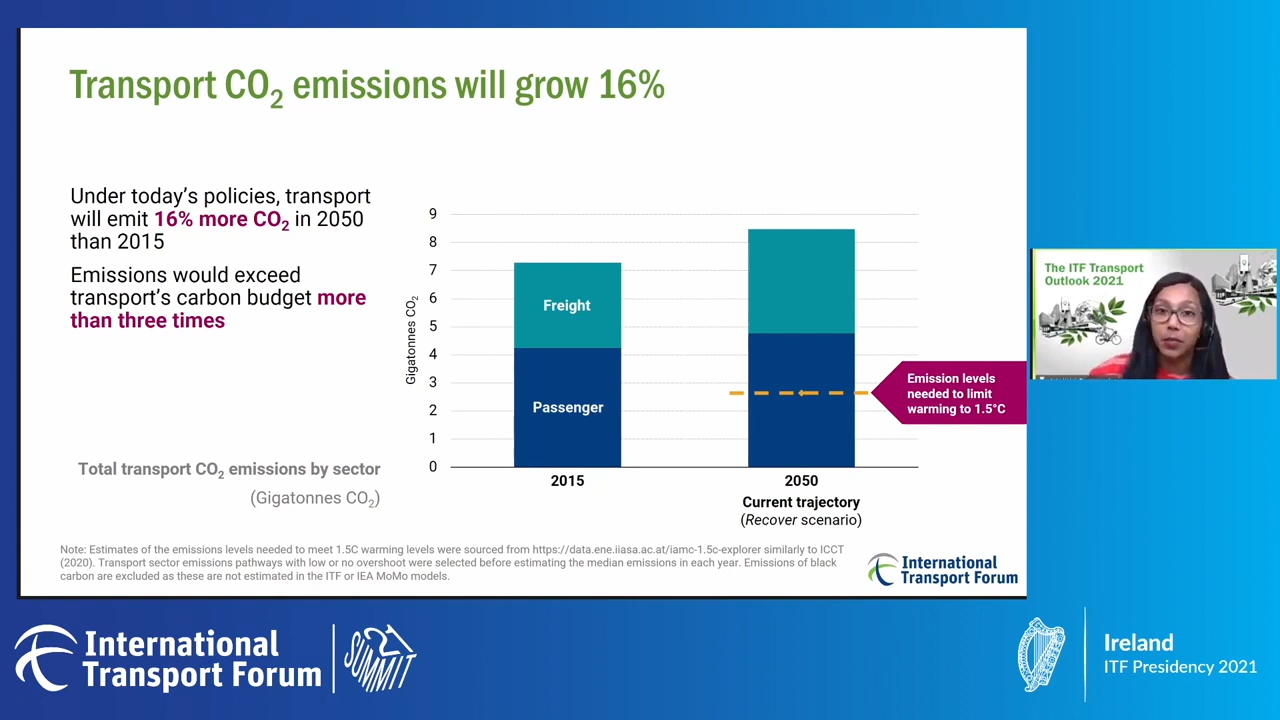 Transport CO2 emissions will grow 16%
Under today's policies, transport
will emit 16% more CO2 in 2050
than 2015
Emissions would exceed
transport's carbon budget more
than three times
Total transport CO2 emissions by sector
(Gigatonnes CO2)
Gigatonnes CO2
9
8
7
6
5
4
3
2
1
0
Freight
Passenger
2015
2050
Current trajectory
(Recover scenario)
Emission levels
needed to limit
warming to 1.5°C
Note: Estimates of the emissions levels needed to meet 1.5C warming levels were sourced from https://data.ene.iiasa.ac.at/iamc-1.5c-explorer similarly to ICCT
(2020). Transport sector emissions pathways with low or no overshoot were selected before estimating the median emissions in each year. Emissions of black
carbon are excluded as these are not estimated in the ITF or IEA MoMo models.
International
Transport Forum
The ITF Transport
Outlook 2021
International
Transport Forum
SUMMIT
Ireland
ITF Presidency 2021